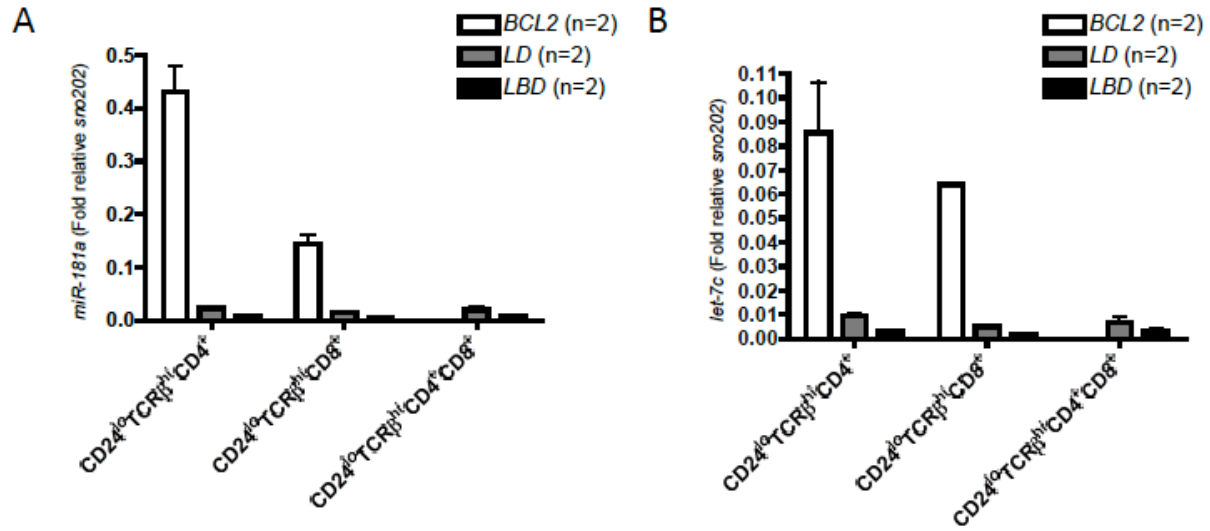 A
BCL2 (n=2)
LD (n=2)
LBD (n=2)
miR-181a (Fold relative sno202)
0.5
0.4
0.3
0.2
0.1
0.0
CD24loTCRβhiCD4+
CD24loTCRβhiCD8+
CD24loTCRβhiCD4+CD8+
B
BCL2 (n=2)
LD (n=2)
LBD (n=2)
let-7c (Fold relative sno202)
0.11
0.10
0.09
0.08
0.07
0.06
0.05
0.04
0.03
0.02
0.01
0.00
CD24loTCRβhiCD4+
CD24loTCRβhiCD8+
CD24loTCRβhiCD4+CD8+